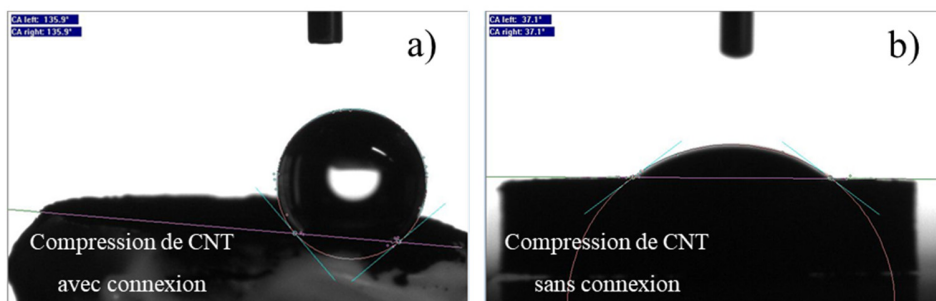 CA left: 135.9°
CA right: 135.9°
a)
Compression de CNT
avec connexion
CA left: 37.1°
CA right: 37.1°
b)
Compression de CNT
sans connexion